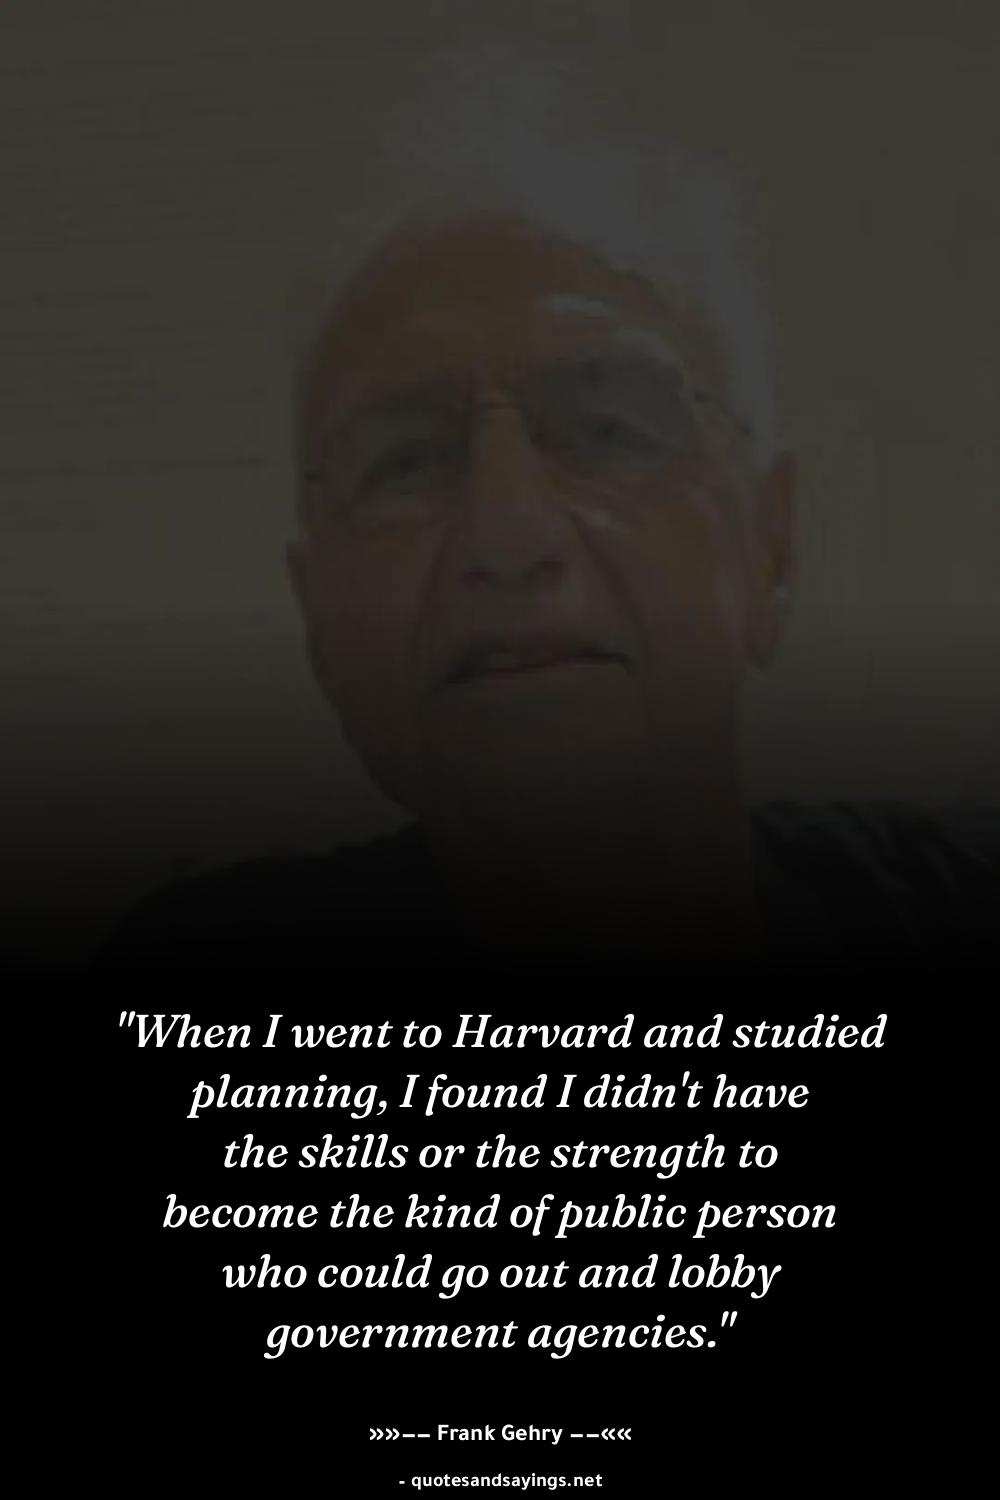 "When I went to Harvard and studied
planning, I found I didn't have
the skills or the strength to
become the kind of public person
who could go out and lobby
government agencies."
»»−− Frank Gehry −−««
- quotesandsayings.net